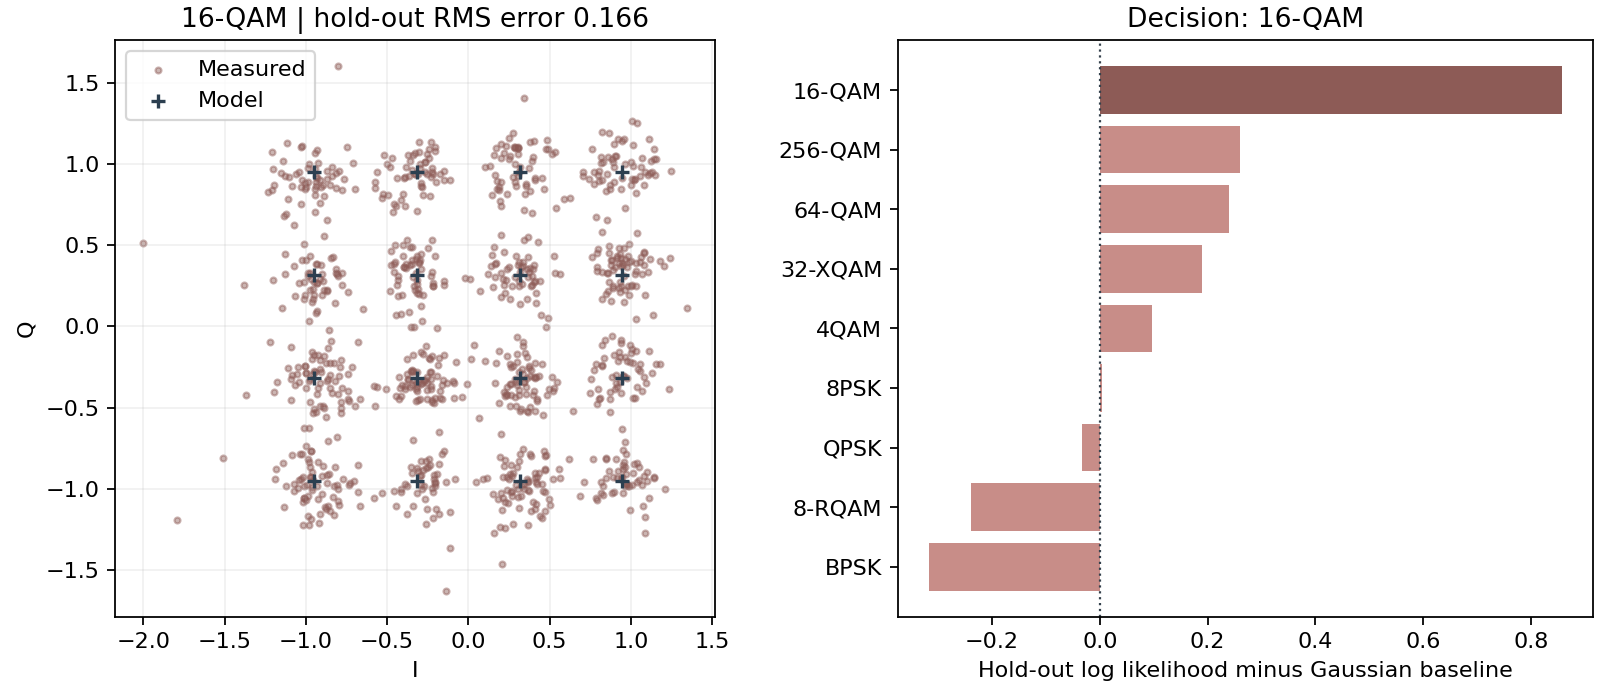 16-QAM | hold-out RMS error 0.166
Measured
Model
1.5
1.0
0.5
0.0
−0.5
−1.0
−1.5
Q
−2.0 −1.5 −1.0 −0.5 0.0 0.5 1.0 1.5
I
Decision: 16-QAM
16-QAM
256-QAM
64-QAM
32-XQAM
4QAM
8PSK
QPSK
8-RQAM
BPSK
−0.2 0.0 0.2 0.4 0.6 0.8
Hold-out log likelihood minus Gaussian baseline